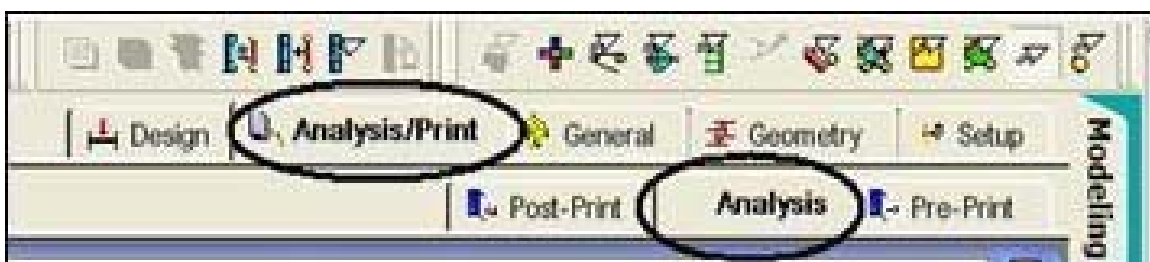 Design Analysis/Print General Geometry Setup
Post-Print Analysis Pre-Print
Modeling